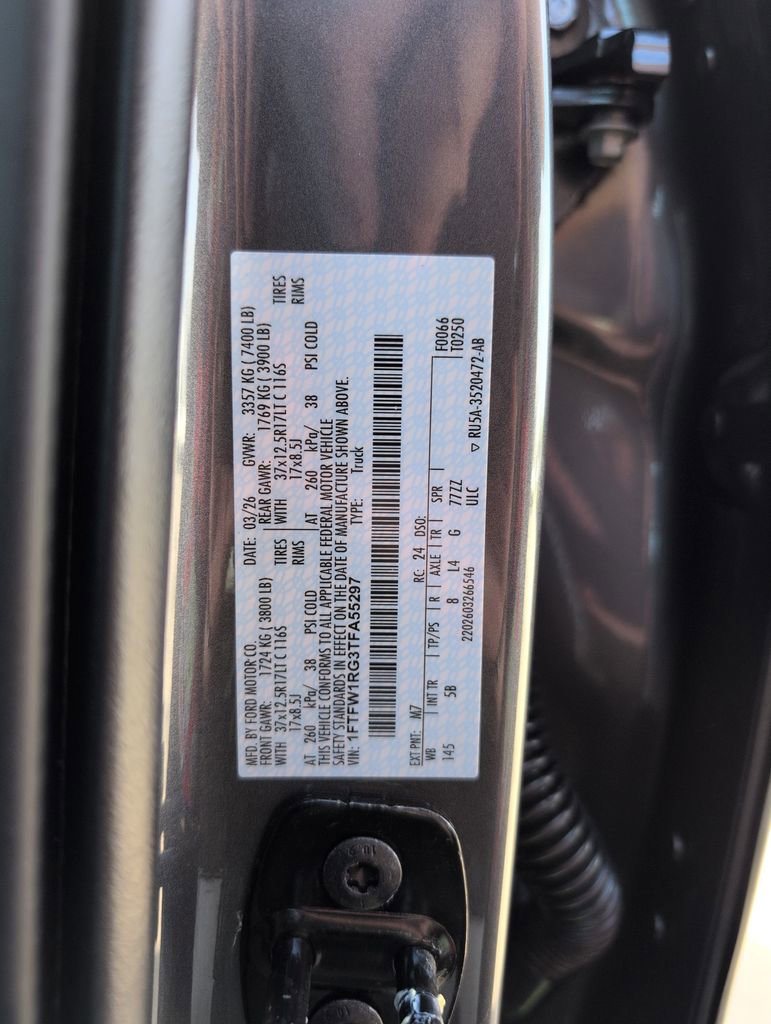 MFD. BY FORD MOTOR CO. DATE: 03/26 GVWR: 3357 KG ( 7400 LB)
FRONT GAWR: 1724 KG ( 3800 LB) REAR GAWR: 1769 KG ( 3900 LB)
WITH 37x12.5R17LT C 116S TIRES WITH 37x12.5R17LT C 116S TIRES
17x8.5J RIMS 17x8.5J RIMS
AT 260 kPa/ 38 PSI COLD AT 260 kPa/ 38 PSI COLD
THIS VEHICLE CONFORMS TO ALL APPLICABLE FEDERAL MOTOR VEHICLE
SAFETY STANDARDS IN EFFECT ON THE DATE OF MANUFACTURE SHOWN ABOVE.
VIN: 1FTFW1RG3TFA55297 TYPE: Truck
EXT PNT: M7 RC: 24 DSO: F0066
WB INT TR TP/PS R AXLE TR SPR T0250
145 5B 8 L4 G 77ZZ
2202603266546 ULC
▽ RU5A-3520472-AB
10.9